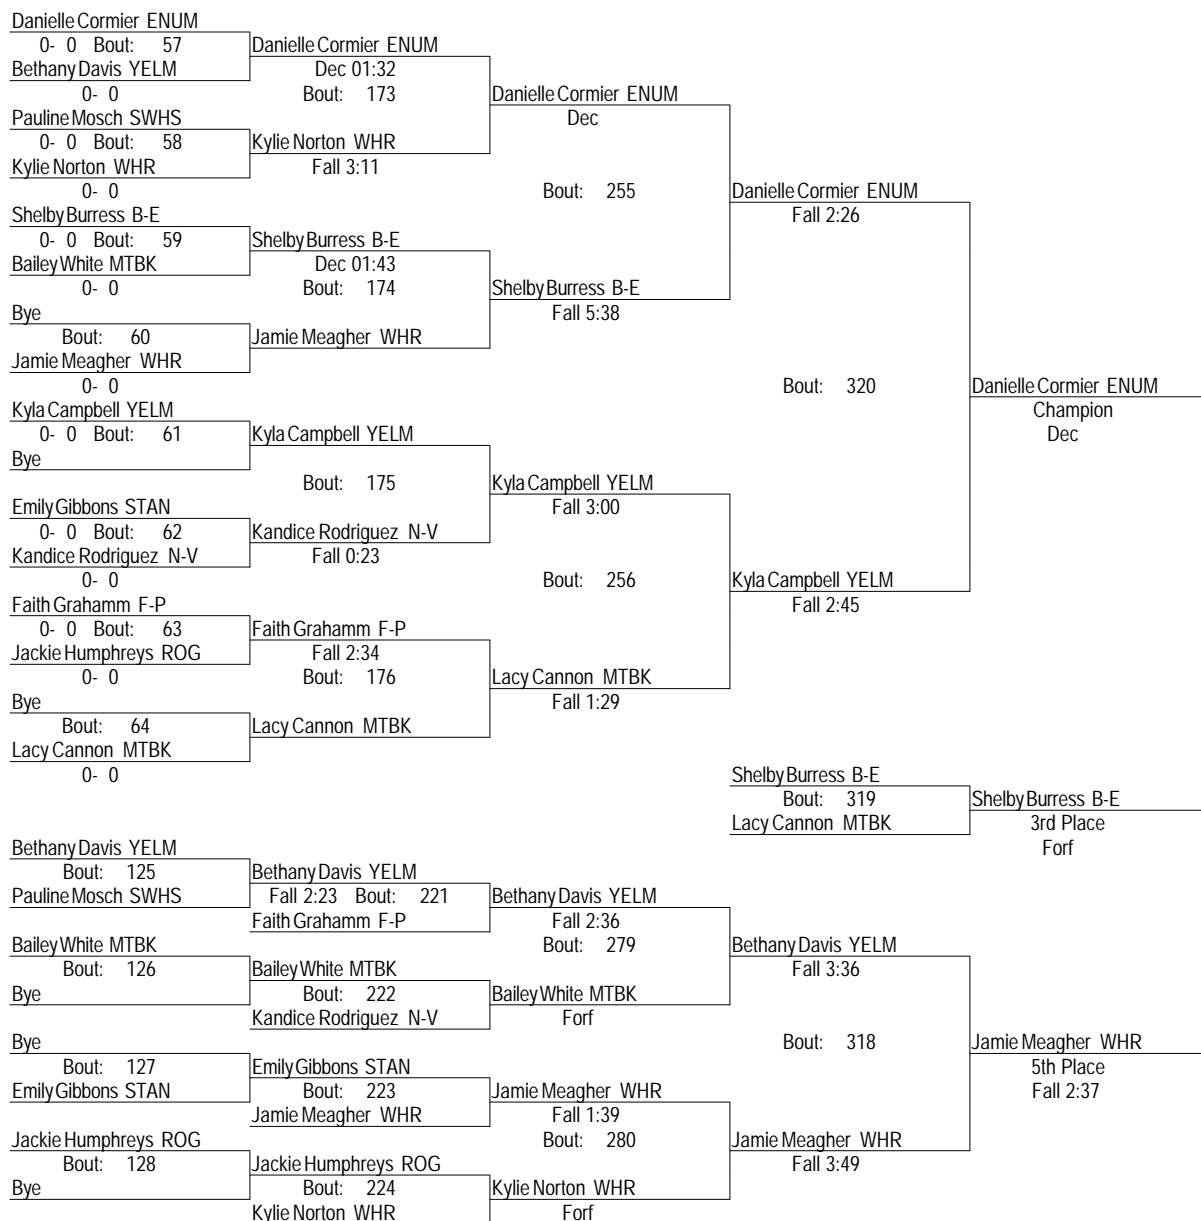 Danielle Cormier ENUM
0- 0 Bout: 57
Danielle Cormier ENUM
Bethany Davis YELM
Dec 01:32
0- 0
Bout: 173
Danielle Cormier ENUM
Pauline Mosch SWHS
Dec
0- 0 Bout: 58
Kylie Norton WHR
Kylie Norton WHR
Fall 3:11
0- 0
Bout: 255
Danielle Cormier ENUM
Shelby Burress B-E
Fall 2:26
0- 0 Bout: 59
Shelby Burress B-E
Bailey White MTBK
Dec 01:43
0- 0
Bout: 174
Shelby Burress B-E
Bye
Fall 5:38
Bout: 60
Jamie Meagher WHR
Jamie Meagher WHR
0- 0
Bout: 320
Danielle Cormier ENUM
Kyla Campbell YELM
Champion
0- 0 Bout: 61
Kyla Campbell YELM
Dec
Bye
Bout: 175
Kyla Campbell YELM
Emily Gibbons STAN
Fall 3:00
0- 0 Bout: 62
Kandice Rodriguez N-V
Kandice Rodriguez N-V
Fall 0:23
0- 0
Bout: 256
Kyla Campbell YELM
Faith Grahamm F-P
Fall 2:45
0- 0 Bout: 63
Faith Grahamm F-P
Jackie Humphreys ROG
Fall 2:34
0- 0
Bout: 176
Lacy Cannon MTBK
Bye
Fall 1:29
Bout: 64
Lacy Cannon MTBK
Lacy Cannon MTBK
0- 0
Shelby Burress B-E
Bout: 319
Shelby Burress B-E
Lacy Cannon MTBK
3rd Place
Forf
Bethany Davis YELM
Bout: 125
Bethany Davis YELM
Pauline Mosch SWHS
Fall 2:23 Bout: 221
Bethany Davis YELM
Faith Grahamm F-P
Fall 2:36
Bailey White MTBK
Bout: 279
Bethany Davis YELM
Bout: 126
Bailey White MTBK
Fall 3:36
Bye
Bout: 222
Bailey White MTBK
Kandice Rodriguez N-V
Forf
Bye
Bout: 318
Jamie Meagher WHR
Bout: 127
Emily Gibbons STAN
5th Place
Emily Gibbons STAN
Bout: 223
Jamie Meagher WHR
Fall 2:37
Jamie Meagher WHR
Fall 1:39
Jackie Humphreys ROG
Bout: 280
Jamie Meagher WHR
Bout: 128
Jackie Humphreys ROG
Fall 3:49
Bye
Bout: 224
Kylie Norton WHR
Kylie Norton WHR
Forf